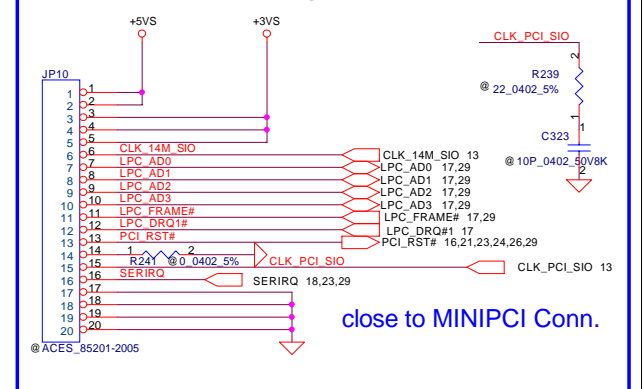 +5VS
+3VS
CLK_PCI_SIO
R239
@ 22_0402_5%
2
1
C323
@ 10P_0402_50V8K
1
2
JP10
1 1
2 2
3 3
4 4
5 5
6 6 CLK_14M_SIO CLK_14M_SIO 13
7 7 LPC_AD0 LPC_AD0 17,29
8 8 LPC_AD1 LPC_AD1 17,29
9 9 LPC_AD2 LPC_AD2 17,29
10 10 LPC_AD3 LPC_AD3 17,29
11 11 LPC_FRAME# LPC_FRAME# 17,29
12 12 LPC_DRQ1# LPC_DRQ#1 17
13 13 PCI_RST# PCI_RST# 16,21,23,24,26,29
14 14 1 2
R241 @ 0_0402_5%
15 15 CLK_PCI_SIO CLK_PCI_SIO 13
16 16 SERIRQ SERIRQ 18,23,29
17 17
18 18
19 19
20 20
@ ACES_85201-2005
close to MINIPCI Conn.